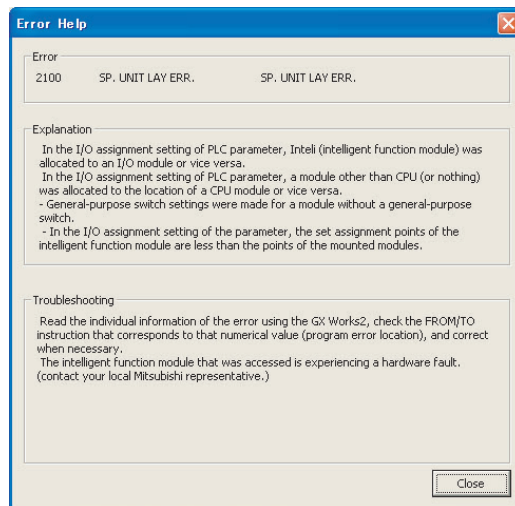 Error Help
Error
2100 SP. UNIT LAY ERR. SP. UNIT LAY ERR.
Explanation
In the I/O assignment setting of PLC parameter, Inteli (intelligent function module) was
allocated to an I/O module or vice versa.
In the I/O assignment setting of PLC parameter, a module other than CPU (or nothing)
was allocated to the location of a CPU module or vice versa.
- General-purpose switch settings were made for a module without a general-purpose
switch.
- In the I/O assignment setting of the parameter, the set assignment points of the
intelligent function module are less than the points of the mounted modules.
Troubleshooting
Read the individual information of the error using the GX Works2, check the FROM/TO
instruction that corresponds to that numerical value (program error location), and correct
when necessary.
The intelligent function module that was accessed is experiencing a hardware fault.
(contact your local Mitsubishi representative.)
Close